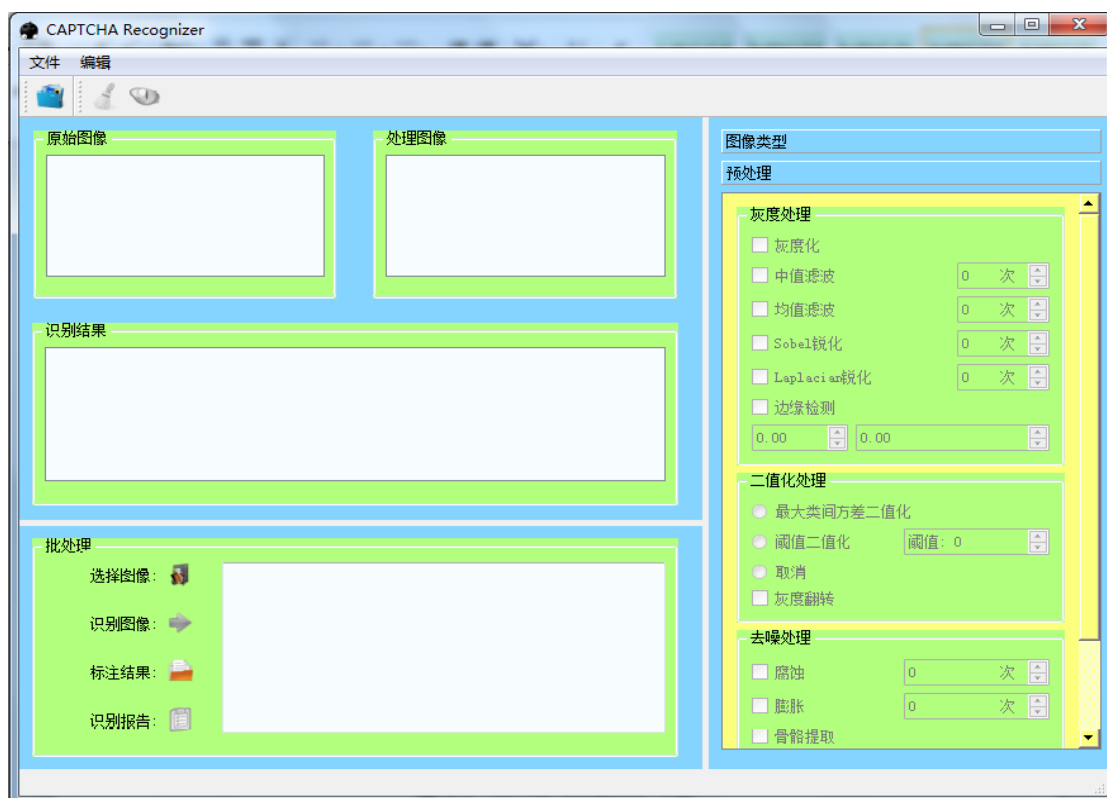 CAPTCHA Recognizer
文件 编辑
原始图像 处理图像
识别结果
批处理
选择图像:
识别图像:
标注结果:
识别报告:
图像类型
预处理
灰度处理
灰度化
中值滤波 0 次
均值滤波 0 次
Sobel锐化 0 次
Laplacian锐化 0 次
边缘检测
0.00 0.00
二值化处理
最大类间方差二值化
阈值二值化 阈值: 0
取消
灰度翻转
去噪处理
腐蚀 0 次
膨胀 0 次
骨骼提取